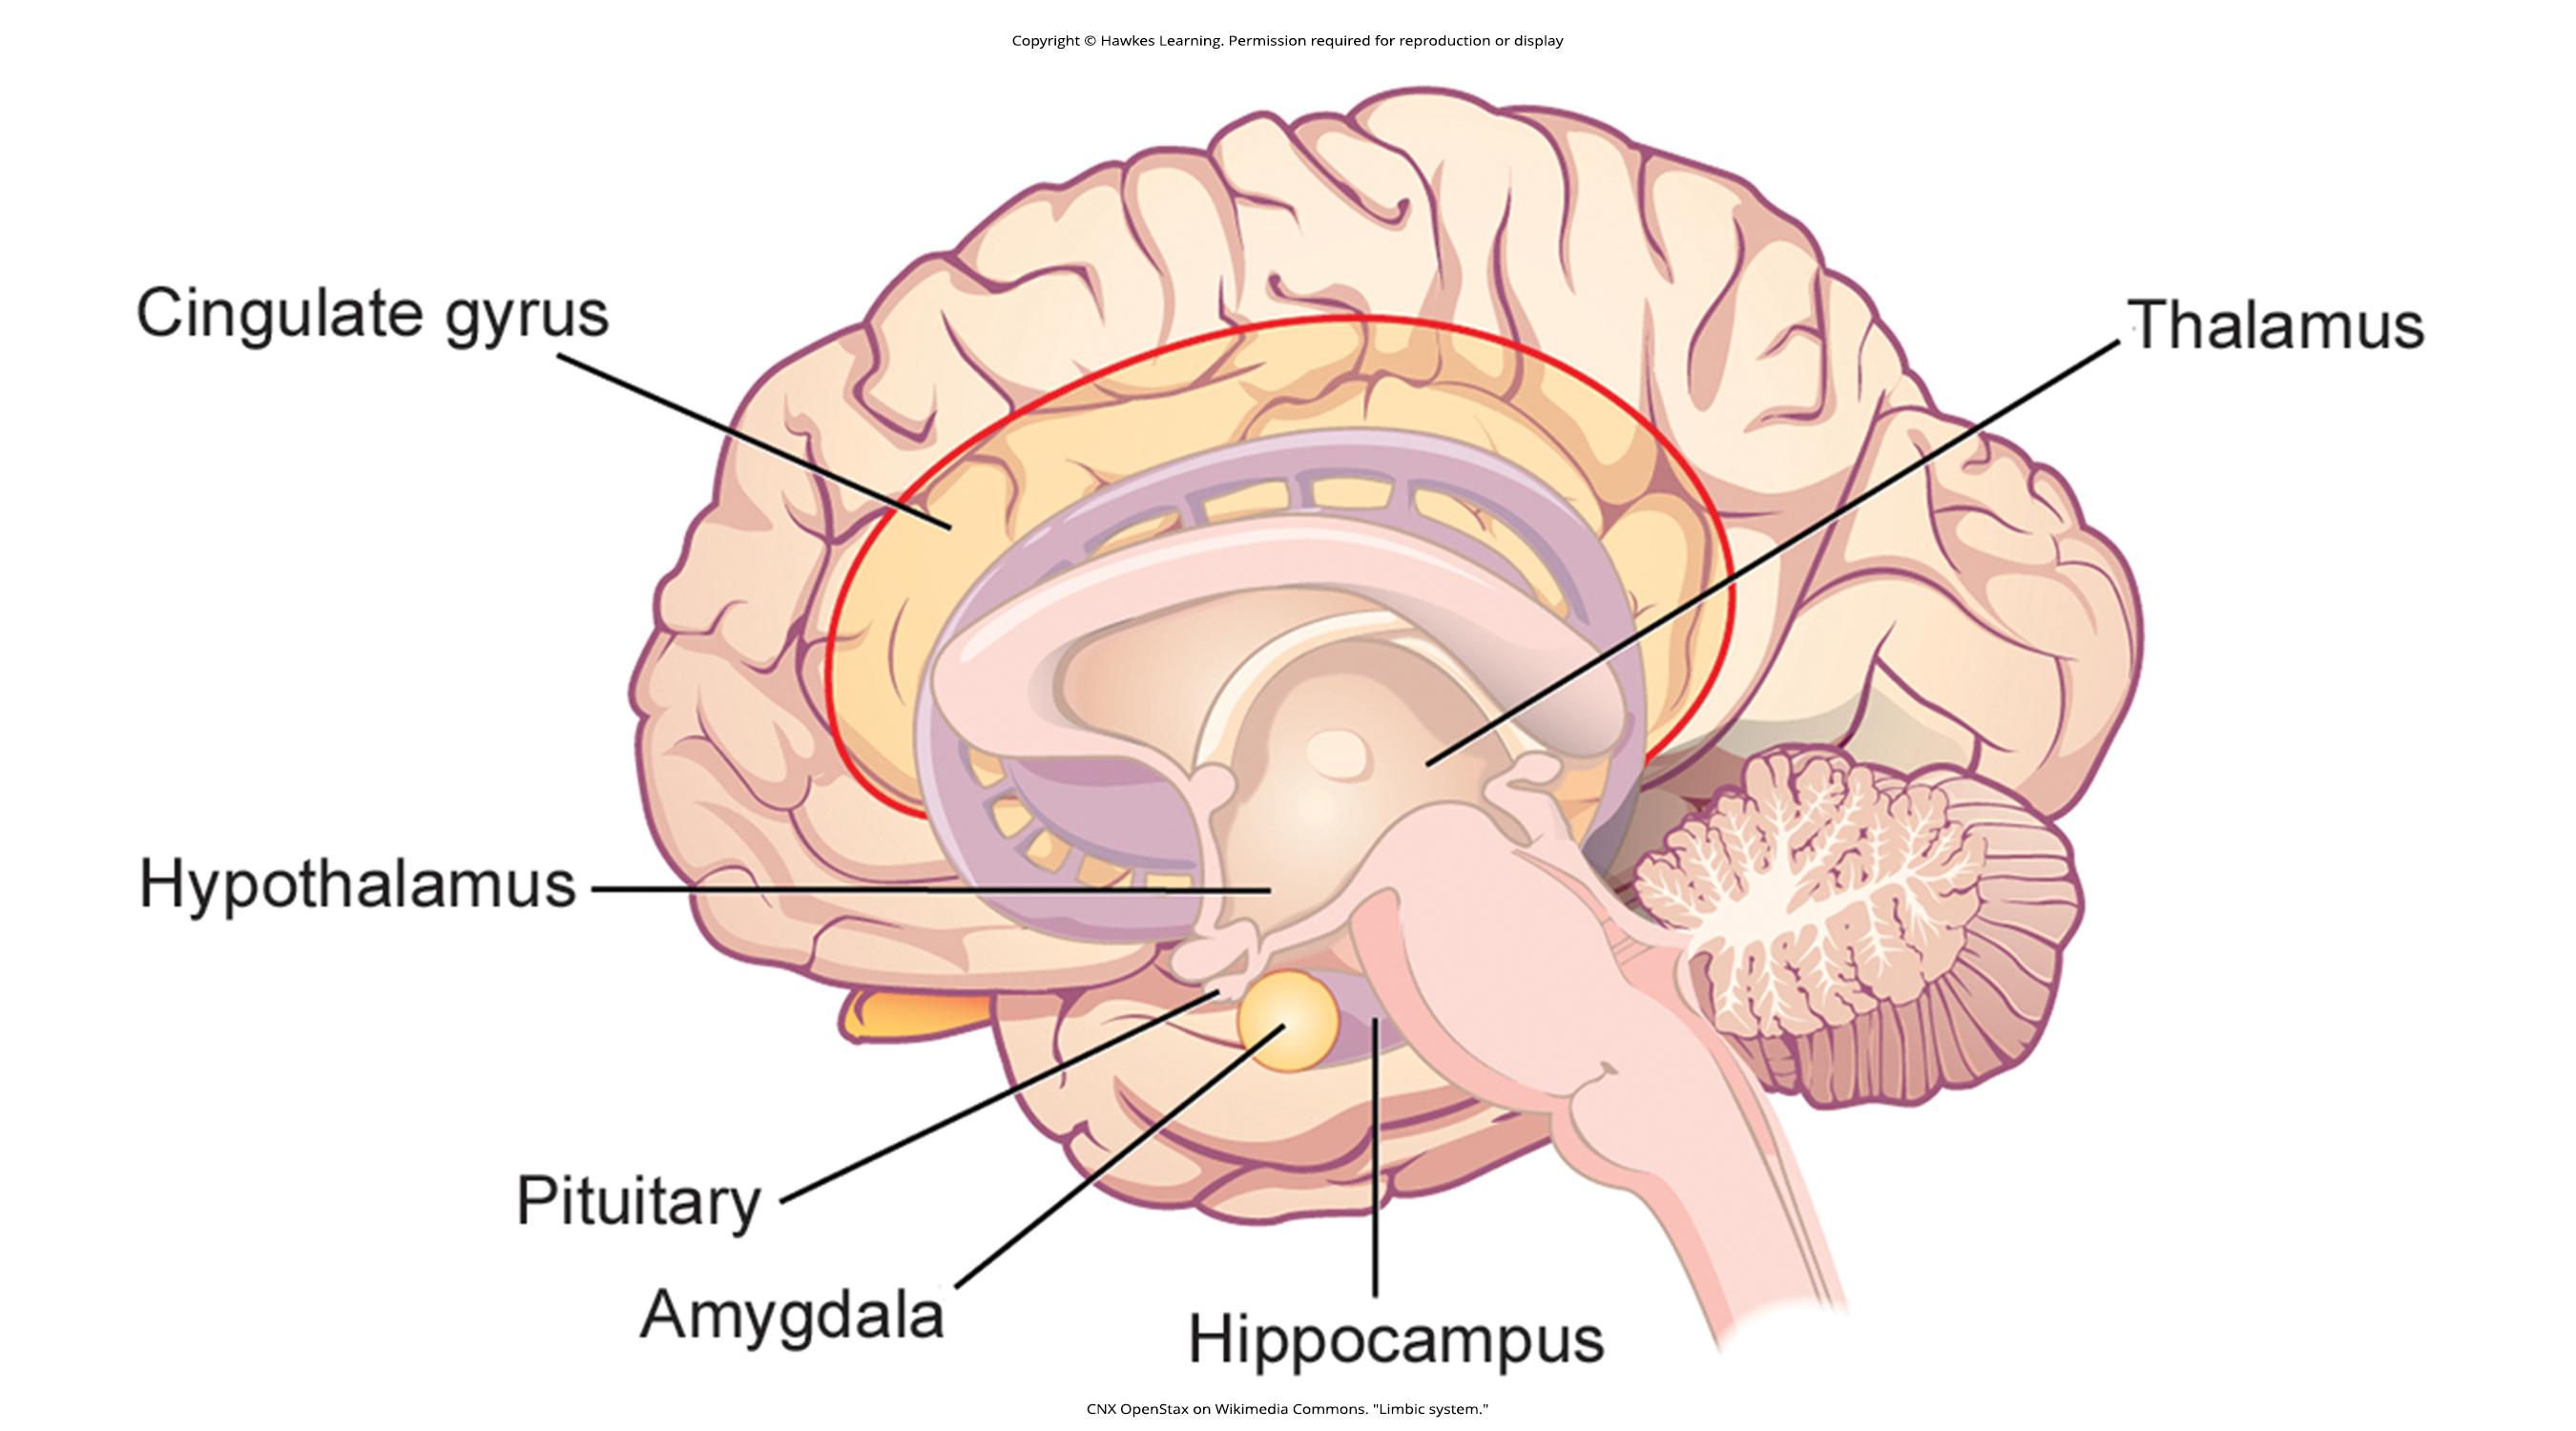 Copyright © Hawkes Learning. Permission required for reproduction or display
Cingulate gyrus
Thalamus
Hypothalamus
Pituitary
Amygdala
Hippocampus
CNX OpenStax on Wikimedia Commons. "Limbic system."